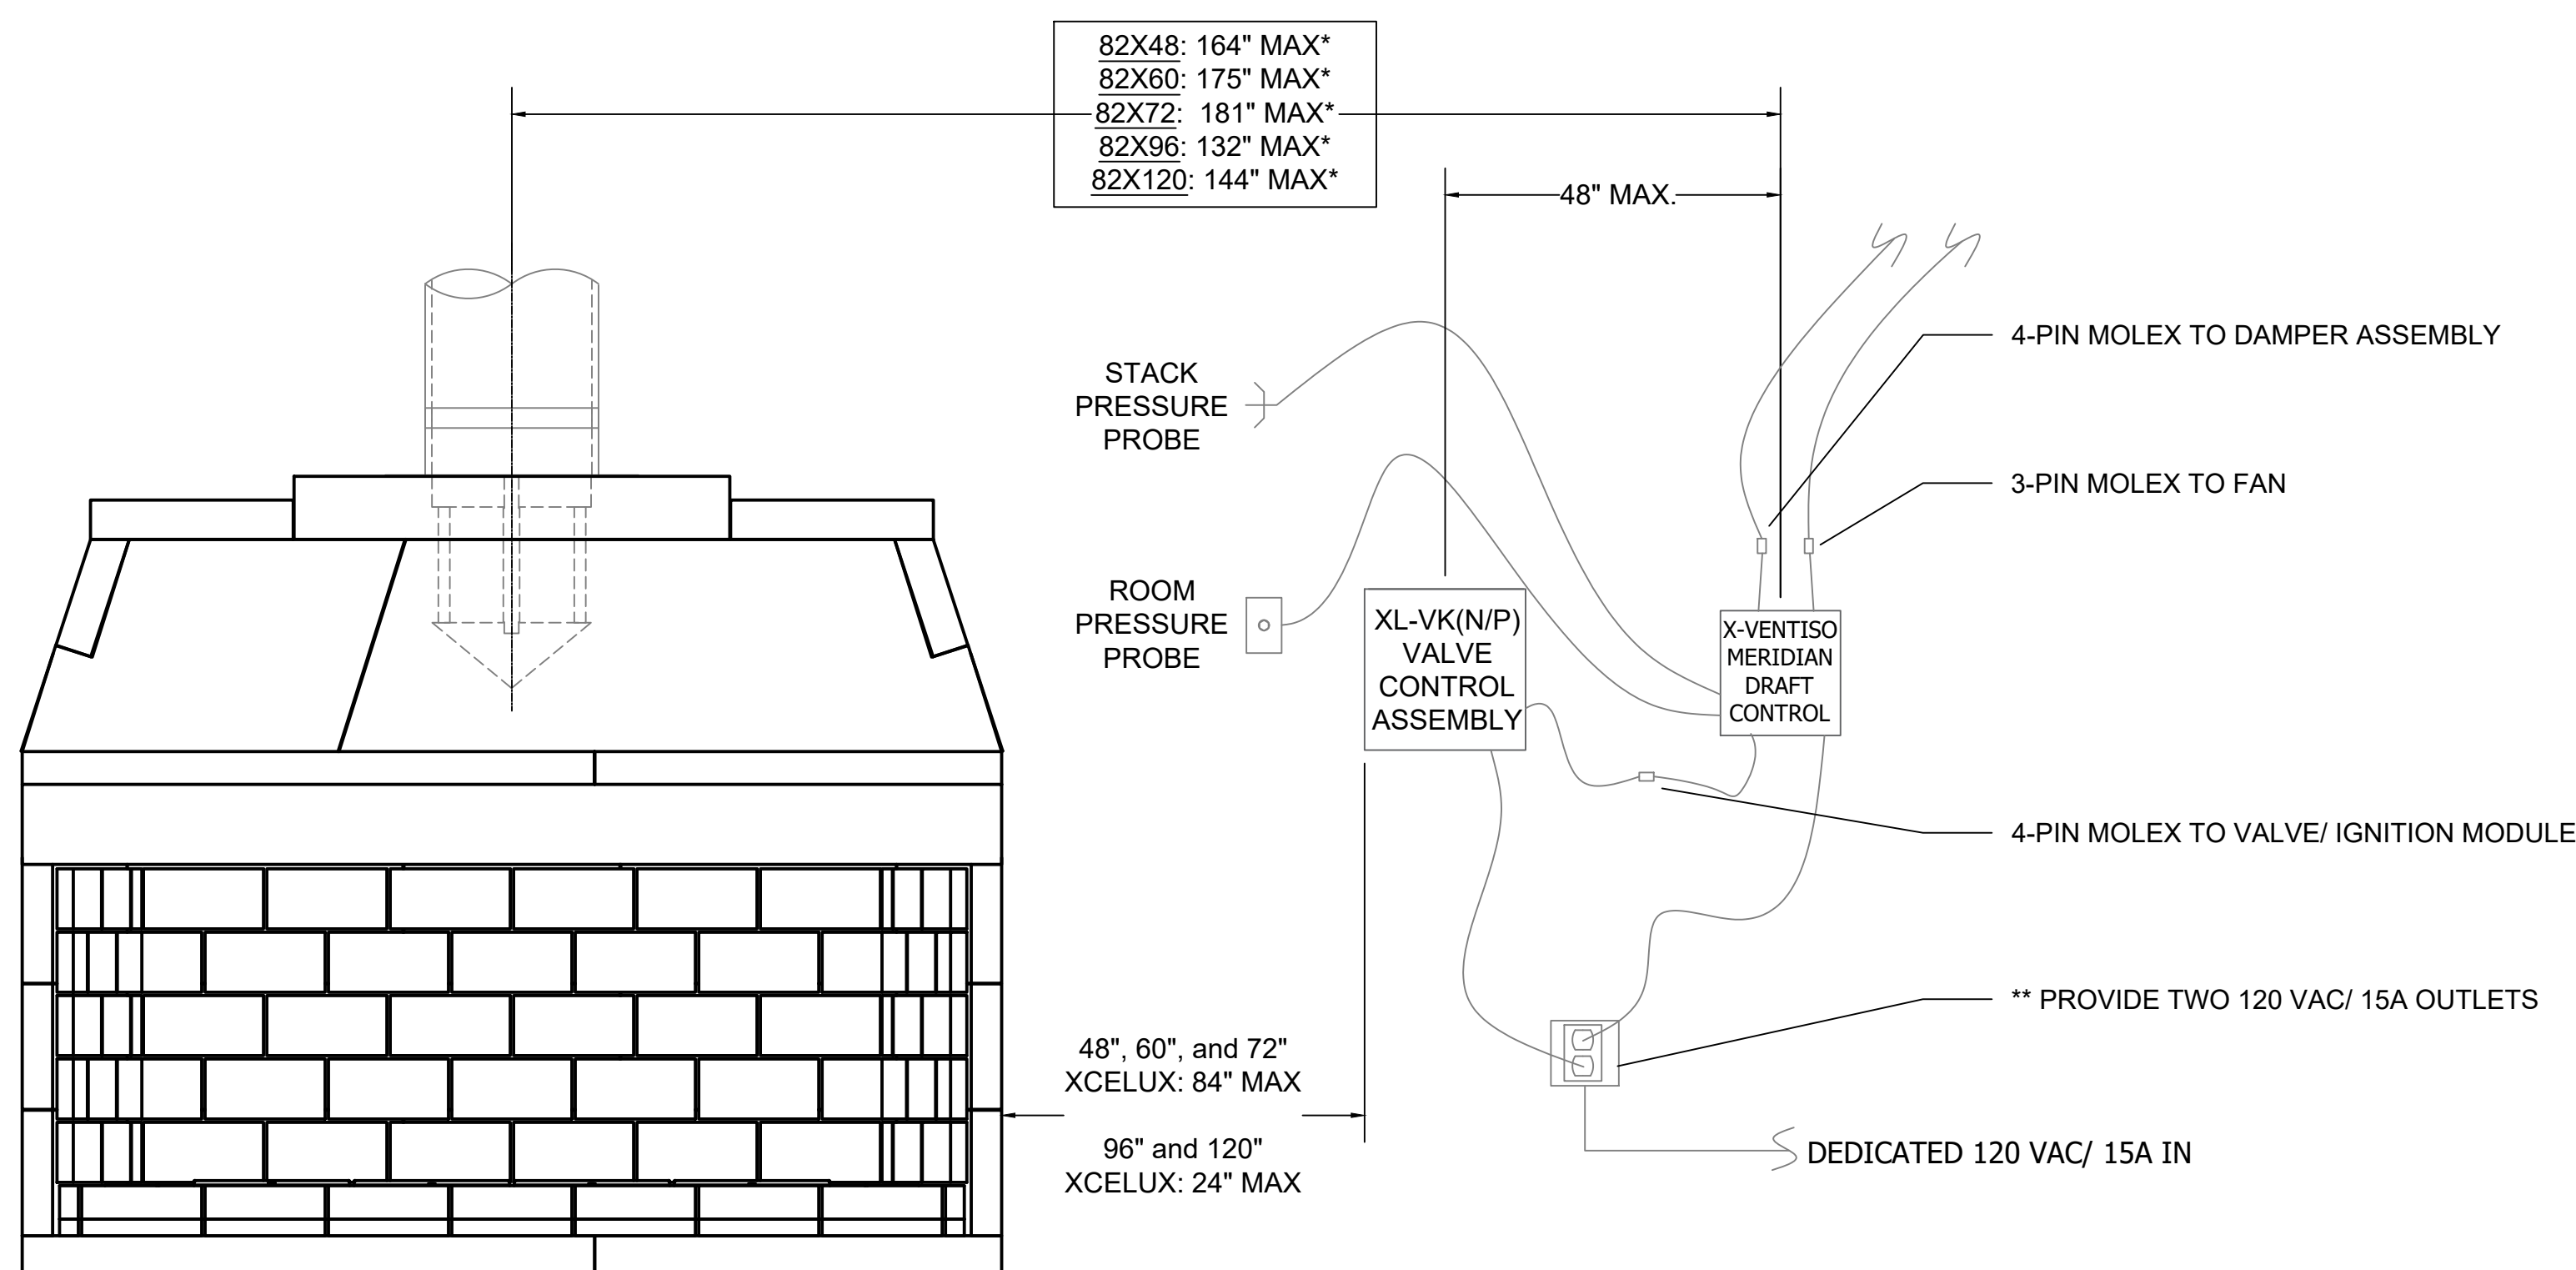 82X48: 164" MAX*
82X60: 175" MAX*
82X72: 181" MAX*
82X96: 132" MAX*
82X120: 144" MAX*
48" MAX.
4-PIN MOLEX TO DAMPER ASSEMBLY
STACK
PRESSURE
PROBE
3-PIN MOLEX TO FAN
ROOM
PRESSURE
PROBE
XL-VK(N/P)
VALVE
CONTROL
ASSEMBLY
X-VENTISO
MERIDIAN
DRAFT
CONTROL
4-PIN MOLEX TO VALVE/ IGNITION MODULE
** PROVIDE TWO 120 VAC/ 15A OUTLETS
48", 60", and 72"
XCELUX: 84" MAX
96" and 120"
XCELUX: 24" MAX
DEDICATED 120 VAC/ 15A IN